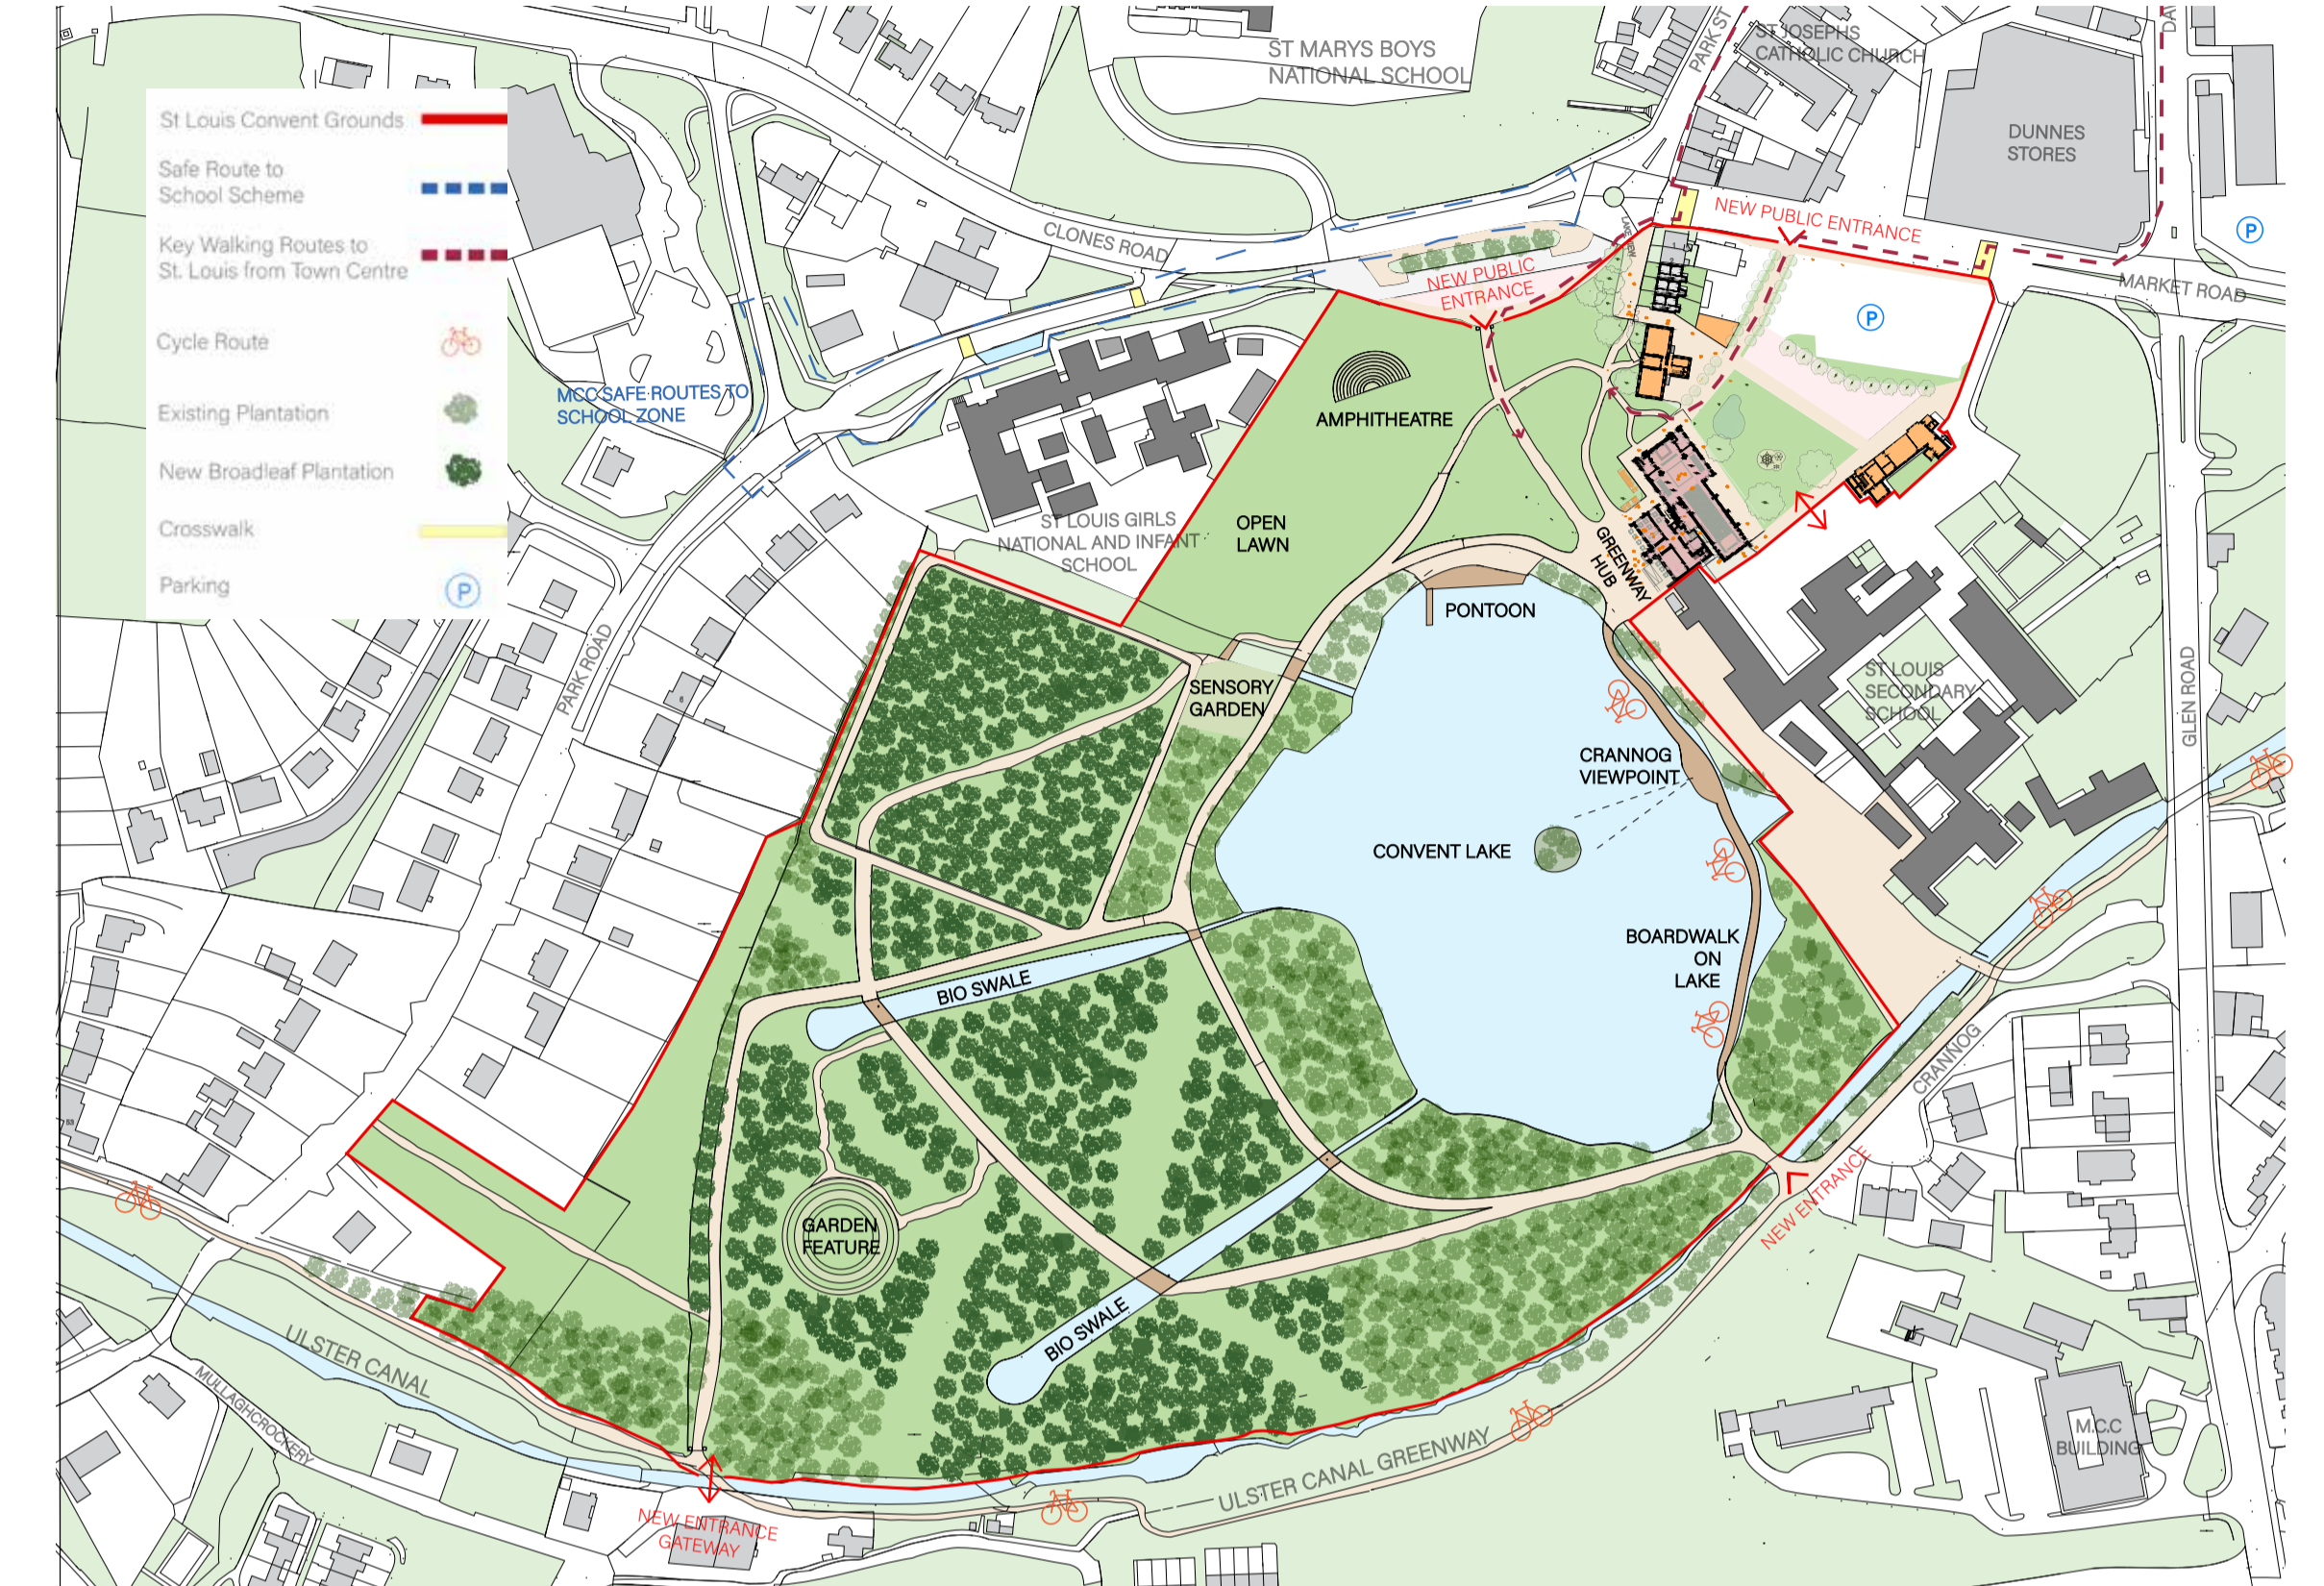 St Louis Convent Grounds
Safe Route to
School Scheme
Key Walking Routes to
St. Louis from Town Centre
Cycle Route
Existing Plantation
New Broadleaf Plantation
Crosswalk
Parking
P
ST MARYS BOYS
NATIONAL SCHOOL
PARK ST
ST JOSEPHS
CATHOLIC CHURCH
DUNNES
STORES
P
NEW PUBLIC ENTRANCE
LAKE VIEW
CLONES ROAD
NEW PUBLIC
ENTRANCE
MARKET ROAD
P
MCC SAFE ROUTES TO
SCHOOL ZONE
AMPHITHEATRE
ST LOUIS GIRLS
NATIONAL AND INFANT
SCHOOL
OPEN
LAWN
GREENWAY
HUB
PONTOON
PARK ROAD
6
SENSORY
GARDEN
ST LOUIS
SECONDARY
SCHOOL
GLEN ROAD
CRANNOG
VIEWPOINT
CONVENT LAKE
BOARDWALK
ON
LAKE
BIO SWALE
CRANNOG
NEW ENTRANCE
GARDEN
FEATURE
BIO SWALE
ULSTER CANAL
MULLAGHCROCKERY
ULSTER CANAL GREENWAY
M.C.C
BUILDING
NEW ENTRANCE
GATEWAY